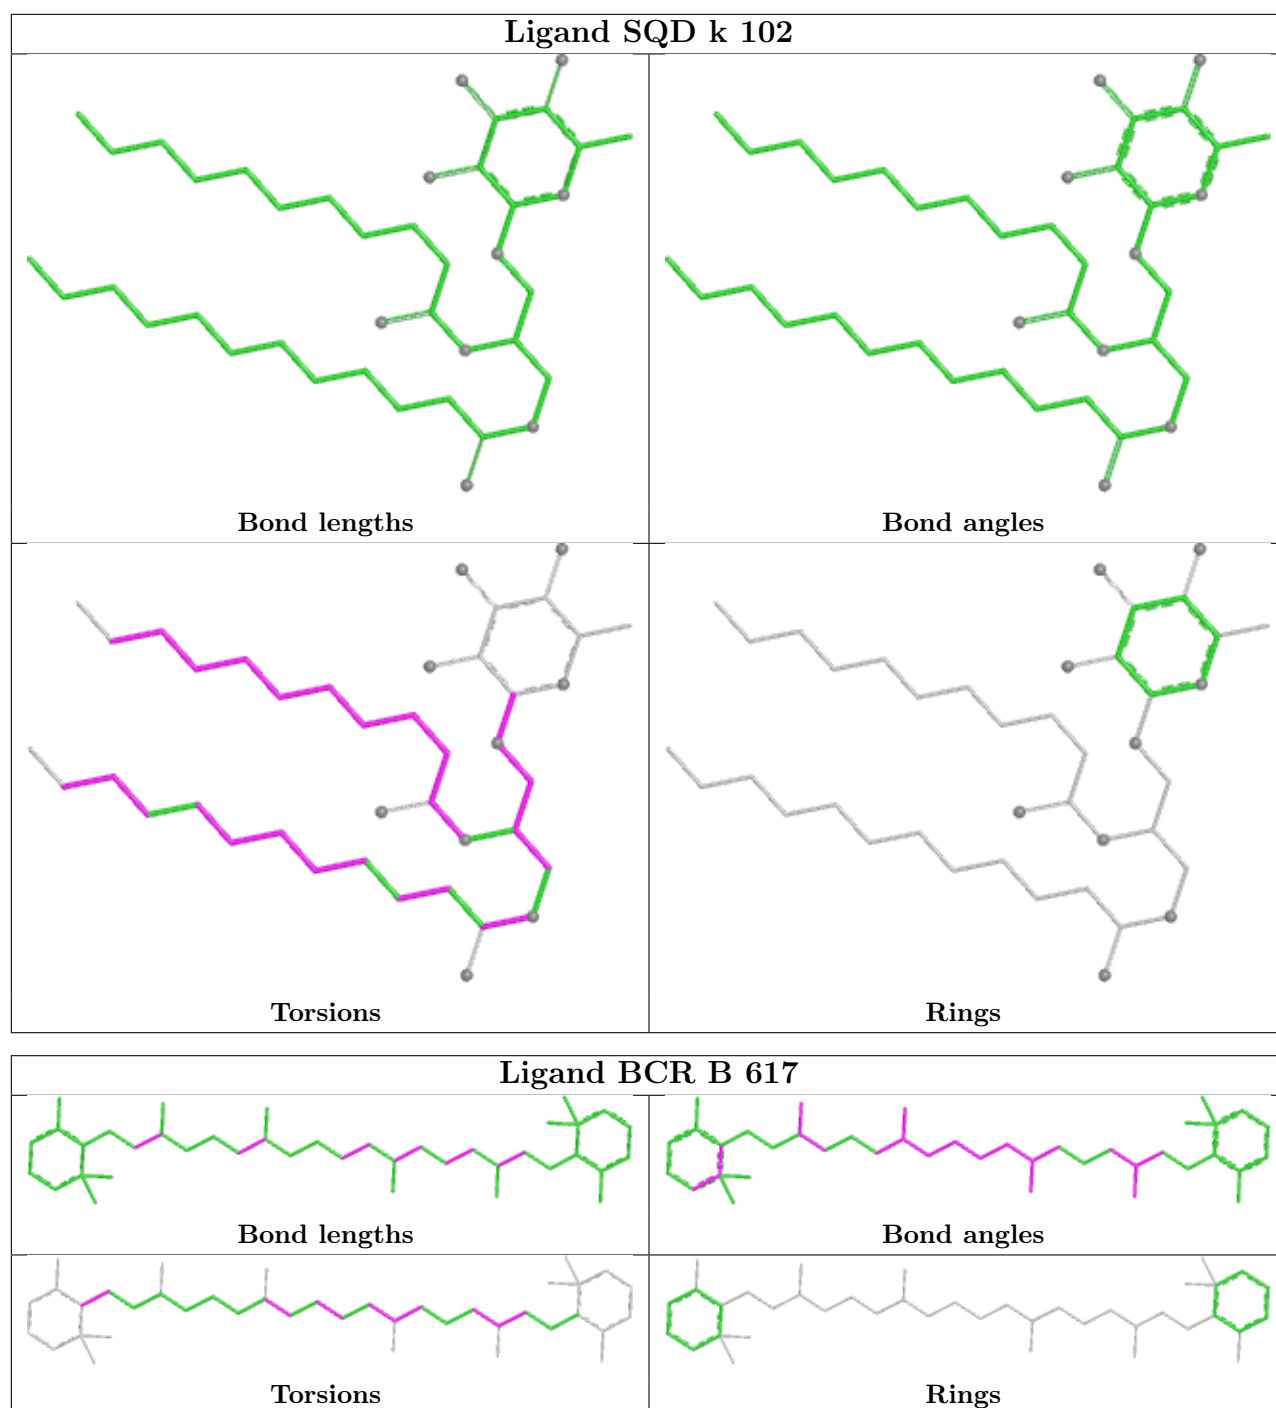 Ligand SQD k 102
Bond lengths
Bond angles
Torsions
Rings
Ligand BCR B 617
Bond lengths
Bond angles
Torsions
Rings